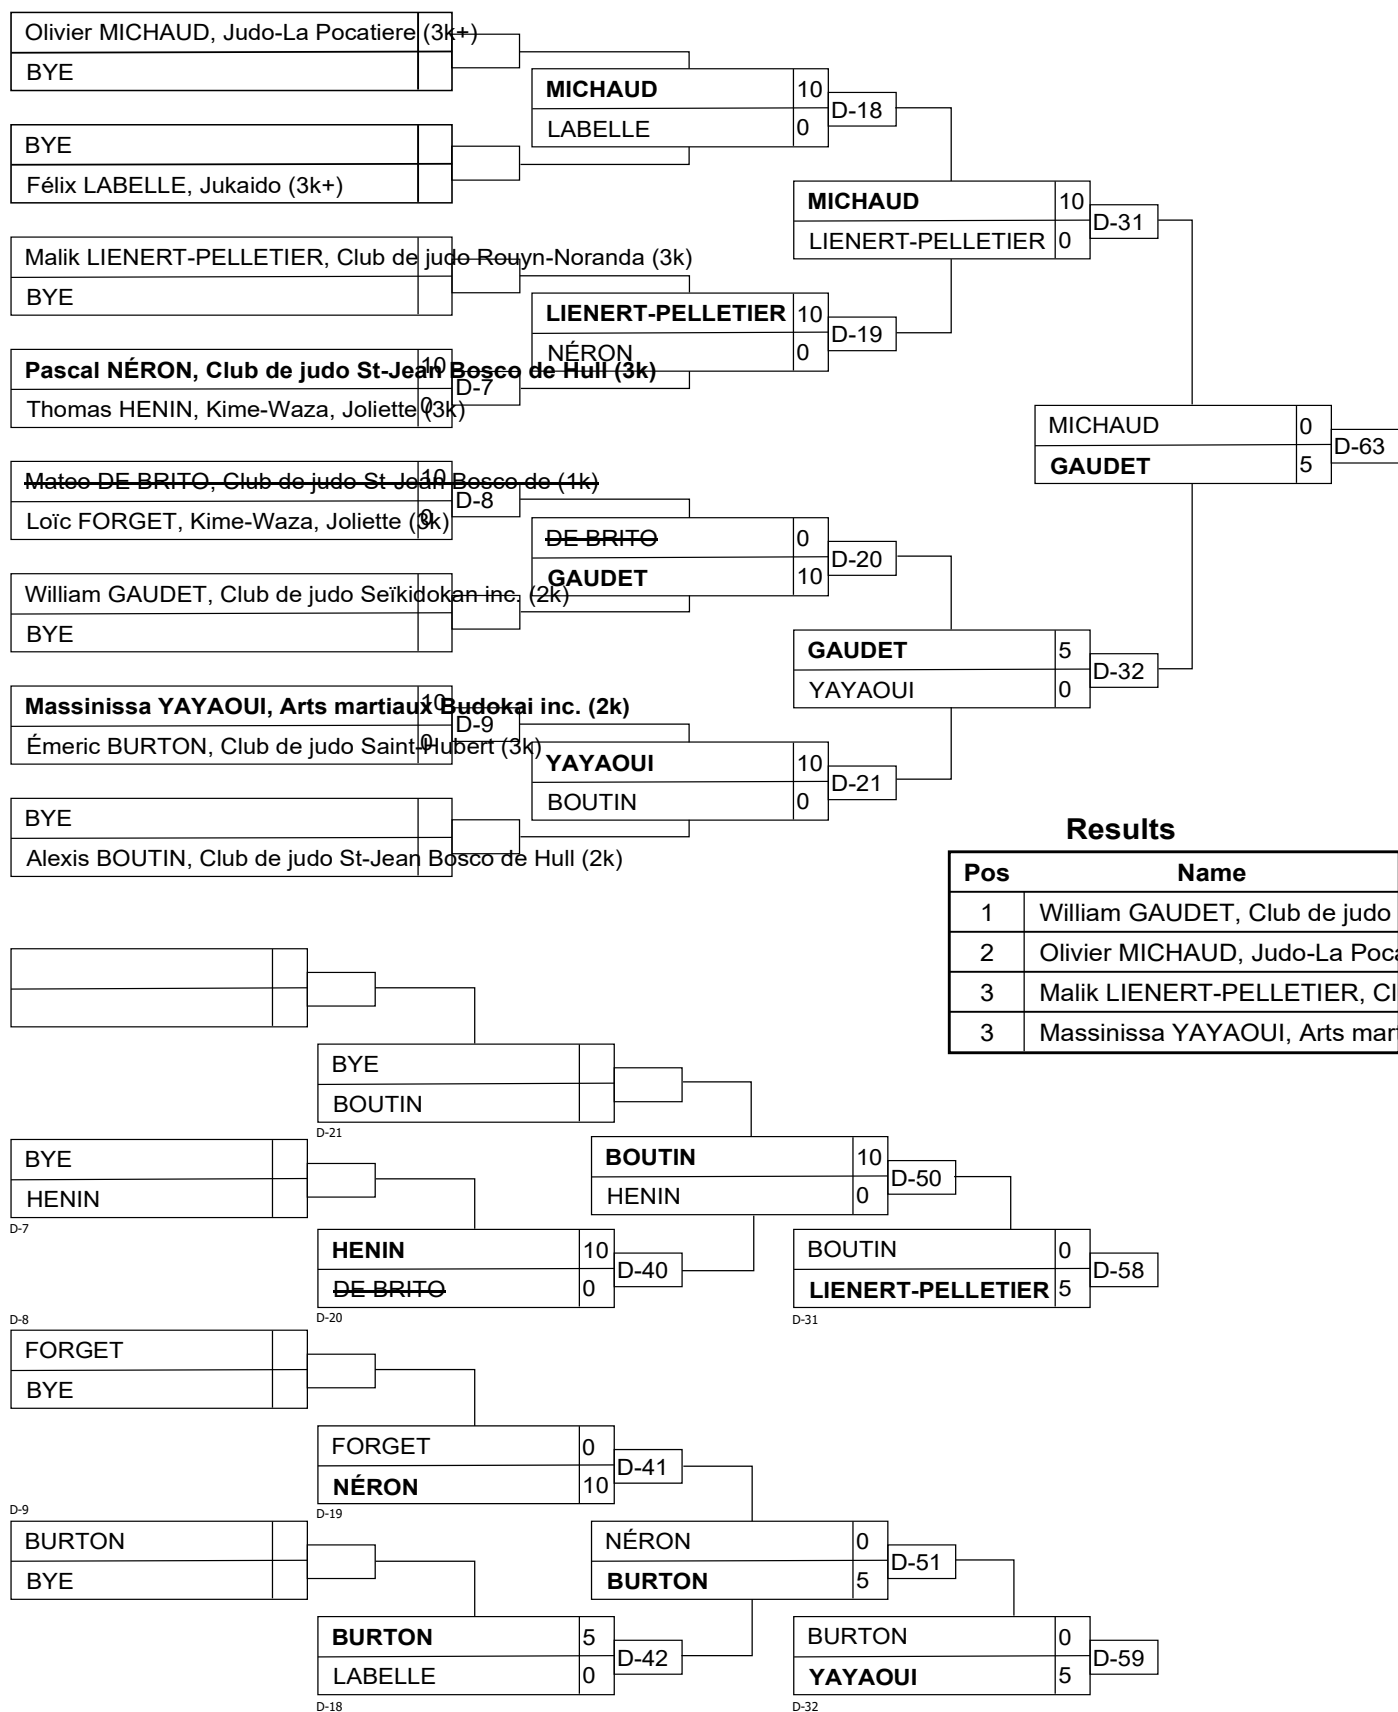 Olivier MICHAUD, Judo-La Pocatiere (3k+)
BYE
BYE
Félix LABELLE, Jukaido (3k+)
Malik LIENERT-PELLETIER, Club de judo Rouyn-Noranda (3k)
BYE
Pascal NÉRON, Club de judo St-Jean Bosco de Hull (3k) 10
Thomas HENIN, Kime-Waza, Joliette (3k) 0
D-7
Mateo DE BRITO, Club de judo St-Jean Bosco de (1k) 10
Loïc FORGET, Kime-Waza, Joliette (3k) 0
D-8
William GAUDET, Club de judo Seïkidokan inc. (2k)
BYE
Massinissa YAYAOUI, Arts martiaux Budokai inc. (2k) 10
Émeric BURTON, Club de judo Saint-Hubert (3k) 0
D-9
BYE
Alexis BOUTIN, Club de judo St-Jean Bosco de Hull (2k)
MICHAUD 10
LABELLE 0
D-18
LIENERT-PELLETIER 10
NÉRON 0
D-19
DE BRITO 0
GAUDET 10
D-20
YAYAOUI 10
BOUTIN 0
D-21
MICHAUD 10
LIENERT-PELLETIER 0
D-31
GAUDET 5
YAYAOUI 0
D-32
MICHAUD 0
GAUDET 5
D-63
Results
Pos Name
1 William GAUDET, Club de judo
2 Olivier MICHAUD, Judo-La Poca
3 Malik LIENERT-PELLETIER, Cl
3 Massinissa YAYAOUI, Arts mart
BYE
HENIN
D-7
D-8
FORGET
BYE
D-9
BURTON
BYE
BYE
BOUTIN
D-21
HENIN 10
DE BRITO 0
D-40
D-20
FORGET 0
NÉRON 10
D-41
D-19
BURTON 5
LABELLE 0
D-42
D-18
BOUTIN 10
HENIN 0
D-50
NÉRON 0
BURTON 5
D-51
BOUTIN 0
LIENERT-PELLETIER 5
D-58
D-31
BURTON 0
YAYAOUI 5
D-59
D-32